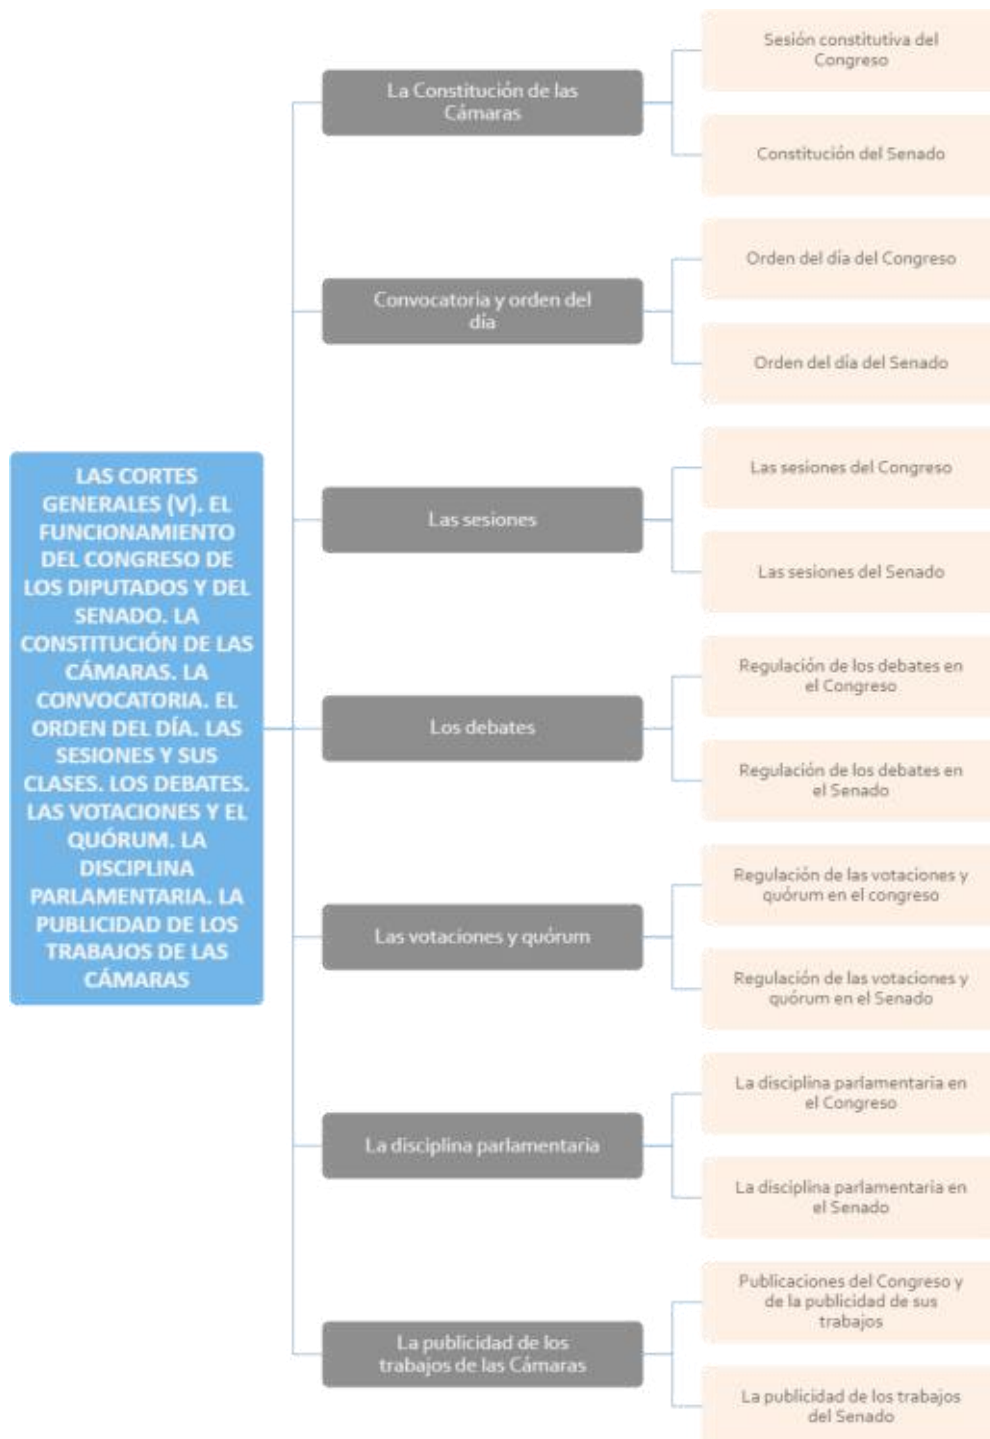 LAS CORTES
GENERALES (V). EL
FUNCIONAMIENTO
DEL CONGRESO DE
LOS DIPUTADOS Y DEL
SENADO. LA
CONSTITUCIÓN DE LAS
CÁMARAS. LA
CONVOCATORIA. EL
ORDEN DEL DÍA. LAS
SESIONES Y SUS
CLASES. LOS DEBATES.
LAS VOTACIONES Y EL
QUÓRUM. LA
DISCIPLINA
PARLAMENTARIA. LA
PUBLICIDAD DE LOS
TRABAJOS DE LAS
CÁMARAS
La Constitución de las
Cámaras
Sesión constitutiva del
Congreso
Constitución del Senado
Convocatoria y orden del
día
Orden del día del Congreso
Orden del día del Senado
Las sesiones
Las sesiones del Congreso
Las sesiones del Senado
Los debates
Regulación de los debates en
el Congreso
Regulación de los debates en
el Senado
Las votaciones y quórum
Regulación de las votaciones y
quórum en el congreso
Regulación de las votaciones y
quórum en el Senado
La disciplina parlamentaria
La disciplina parlamentaria en
el Congreso
La disciplina parlamentaria en
el Senado
La publicidad de los
trabajos de las Cámaras
Publicaciones del Congreso y
de la publicidad de sus
trabajos
La publicidad de los trabajos
del Senado